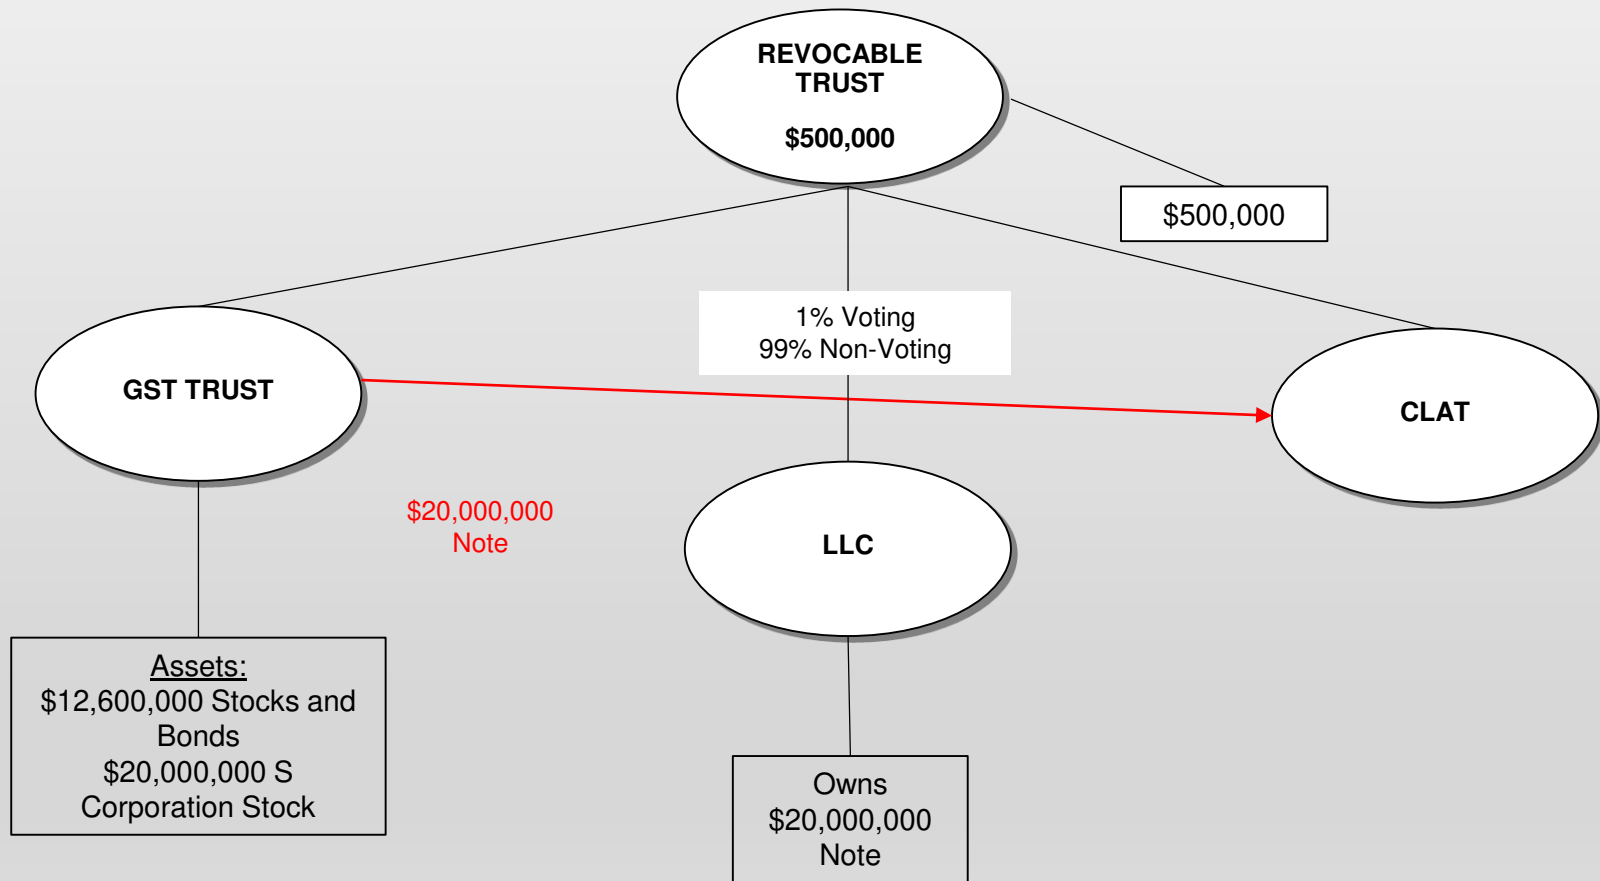 REVOCABLE
TRUST
$500,000
$500,000
1% Voting
99% Non-Voting
GST TRUST
CLAT
$20,000,000
Note
LLC
Assets:
$12,600,000 Stocks and
Bonds
$20,000,000 S
Corporation Stock
Owns
$20,000,000
Note